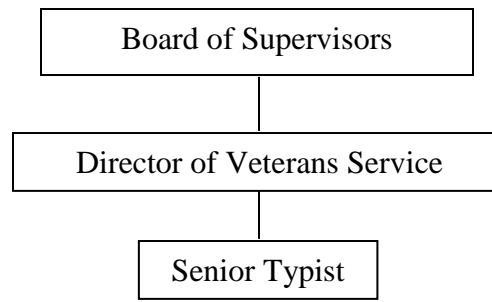 Board of Supervisors
Director of Veterans Service
Senior Typist